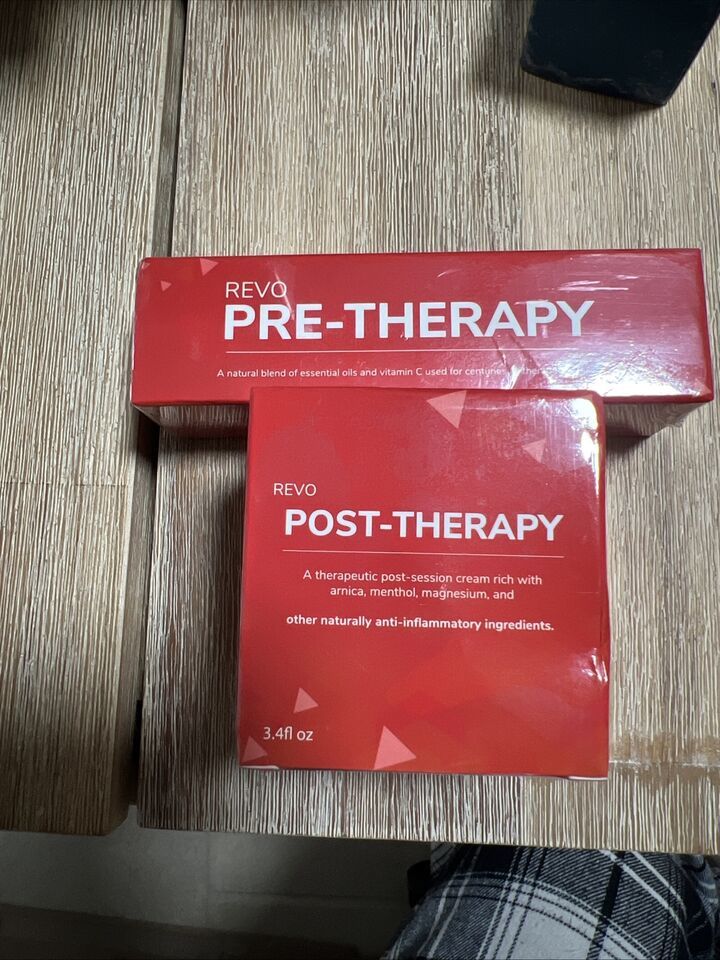 REVO
PRE-THERAPY
A natural blend of essential oils and vitamin C used for
REVO
POST-THERAPY
A therapeutic post-session cream rich with
arnica, menthol, magnesium, and
other naturally anti-inflammatory ingredients.
3.4fl oz